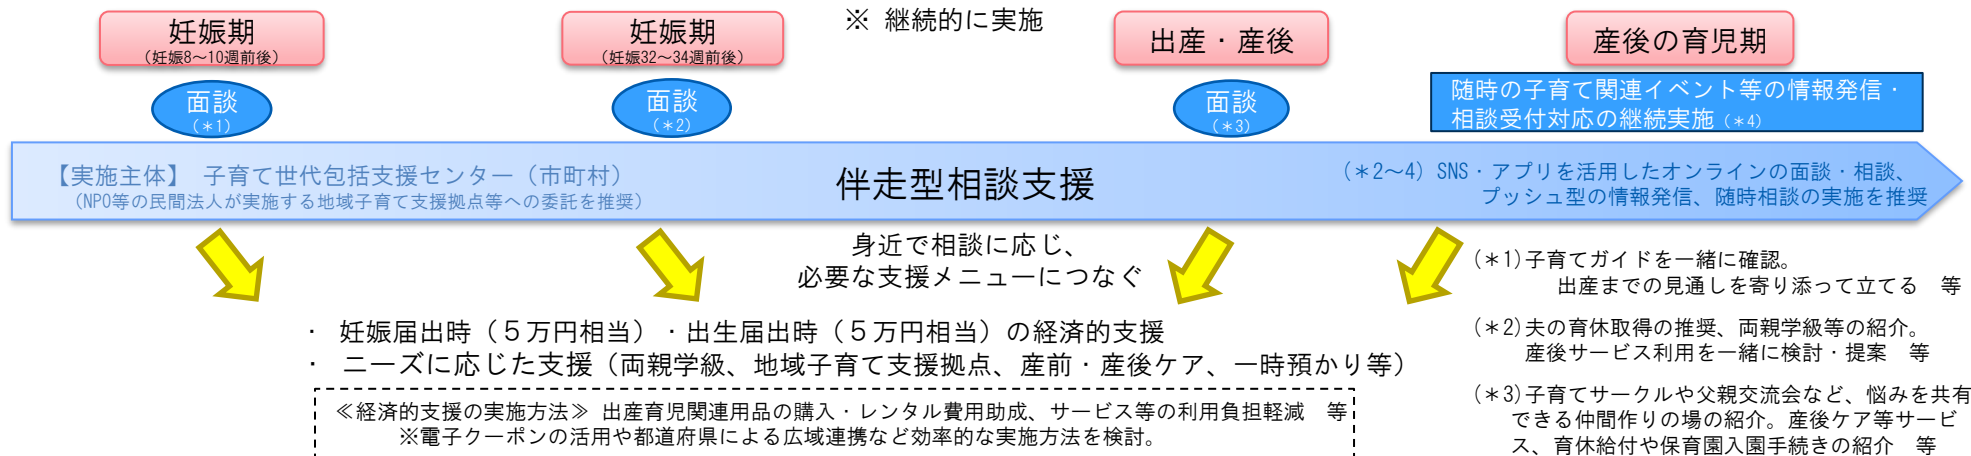 ※ 継続的に実施
妊娠期
（妊娠8～10週前後）
妊娠期
（妊娠32～34週前後）
出産・産後
産後の育児期
面談
（＊1）
面談
（＊2）
面談
（＊3）
随時の子育て関連イベント等の情報発信・
相談受付対応の継続実施（＊4）
【実施主体】 子育て世代包括支援センター（市町村）
（NPO等の民間法人が実施する地域子育て支援拠点等への委託を推奨）
伴走型相談支援
（＊2～4）SNS・アプリを活用したオンラインの面談・相談、
プッシュ型の情報発信、随時相談の実施を推奨
身近で相談に応じ、
必要な支援メニューにつなぐ
・ 妊娠届出時（５万円相当）・出生届出時（５万円相当）の経済的支援
・ ニーズに応じた支援（両親学級、地域子育て支援拠点、産前・産後ケア、一時預かり等）
≪経済的支援の実施方法≫ 出産育児関連用品の購入・レンタル費用助成、サービス等の利用負担軽減 等
※電子クーポンの活用や都道府県による広域連携など効率的な実施方法を検討。
（＊1）子育てガイドを一緒に確認。
出産までの見通しを寄り添って立てる 等
（＊2）夫の育休取得の推奨、両親学級等の紹介。
産後サービス利用を一緒に検討・提案 等
（＊3）子育てサークルや父親交流会など、悩みを共有
できる仲間作りの場の紹介。産後ケア等サービ
ス、育休給付や保育園入園手続きの紹介 等